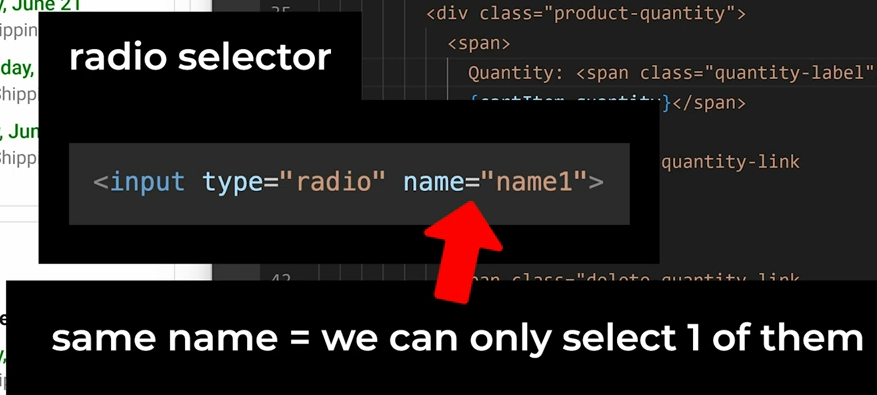 , June 21
radio selector
35
<div class="product-quantity">
<span>
Quantity: <span class="quantity-label"
{cartItem.quantity}</span>
day,
Shipp
, Jun
Shipp
<input type="radio" name="name1">
quantity-link
42
span class="delete-quantity-link
same name = we can only select 1 of them